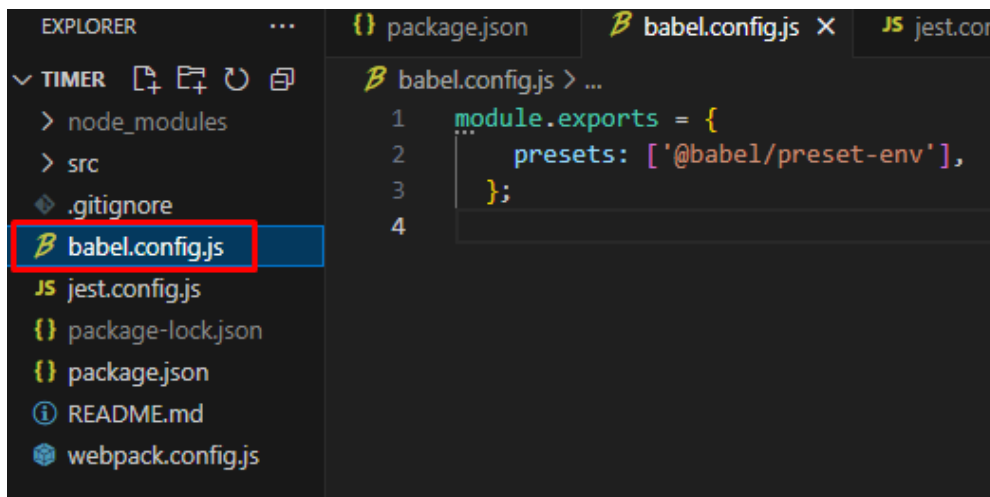 EXPLORER ...
TIMER
node_modules
src
.gitignore
babel.config.js
JS jest.config.js
{} package-lock.json
{} package.json
README.md
webpack.config.js
{} package.json
B babel.config.js ×
JS jest.cor
B babel.config.js > ...
1 module.exports = {
2 presets: ['@babel/preset-env'],
3 };
4